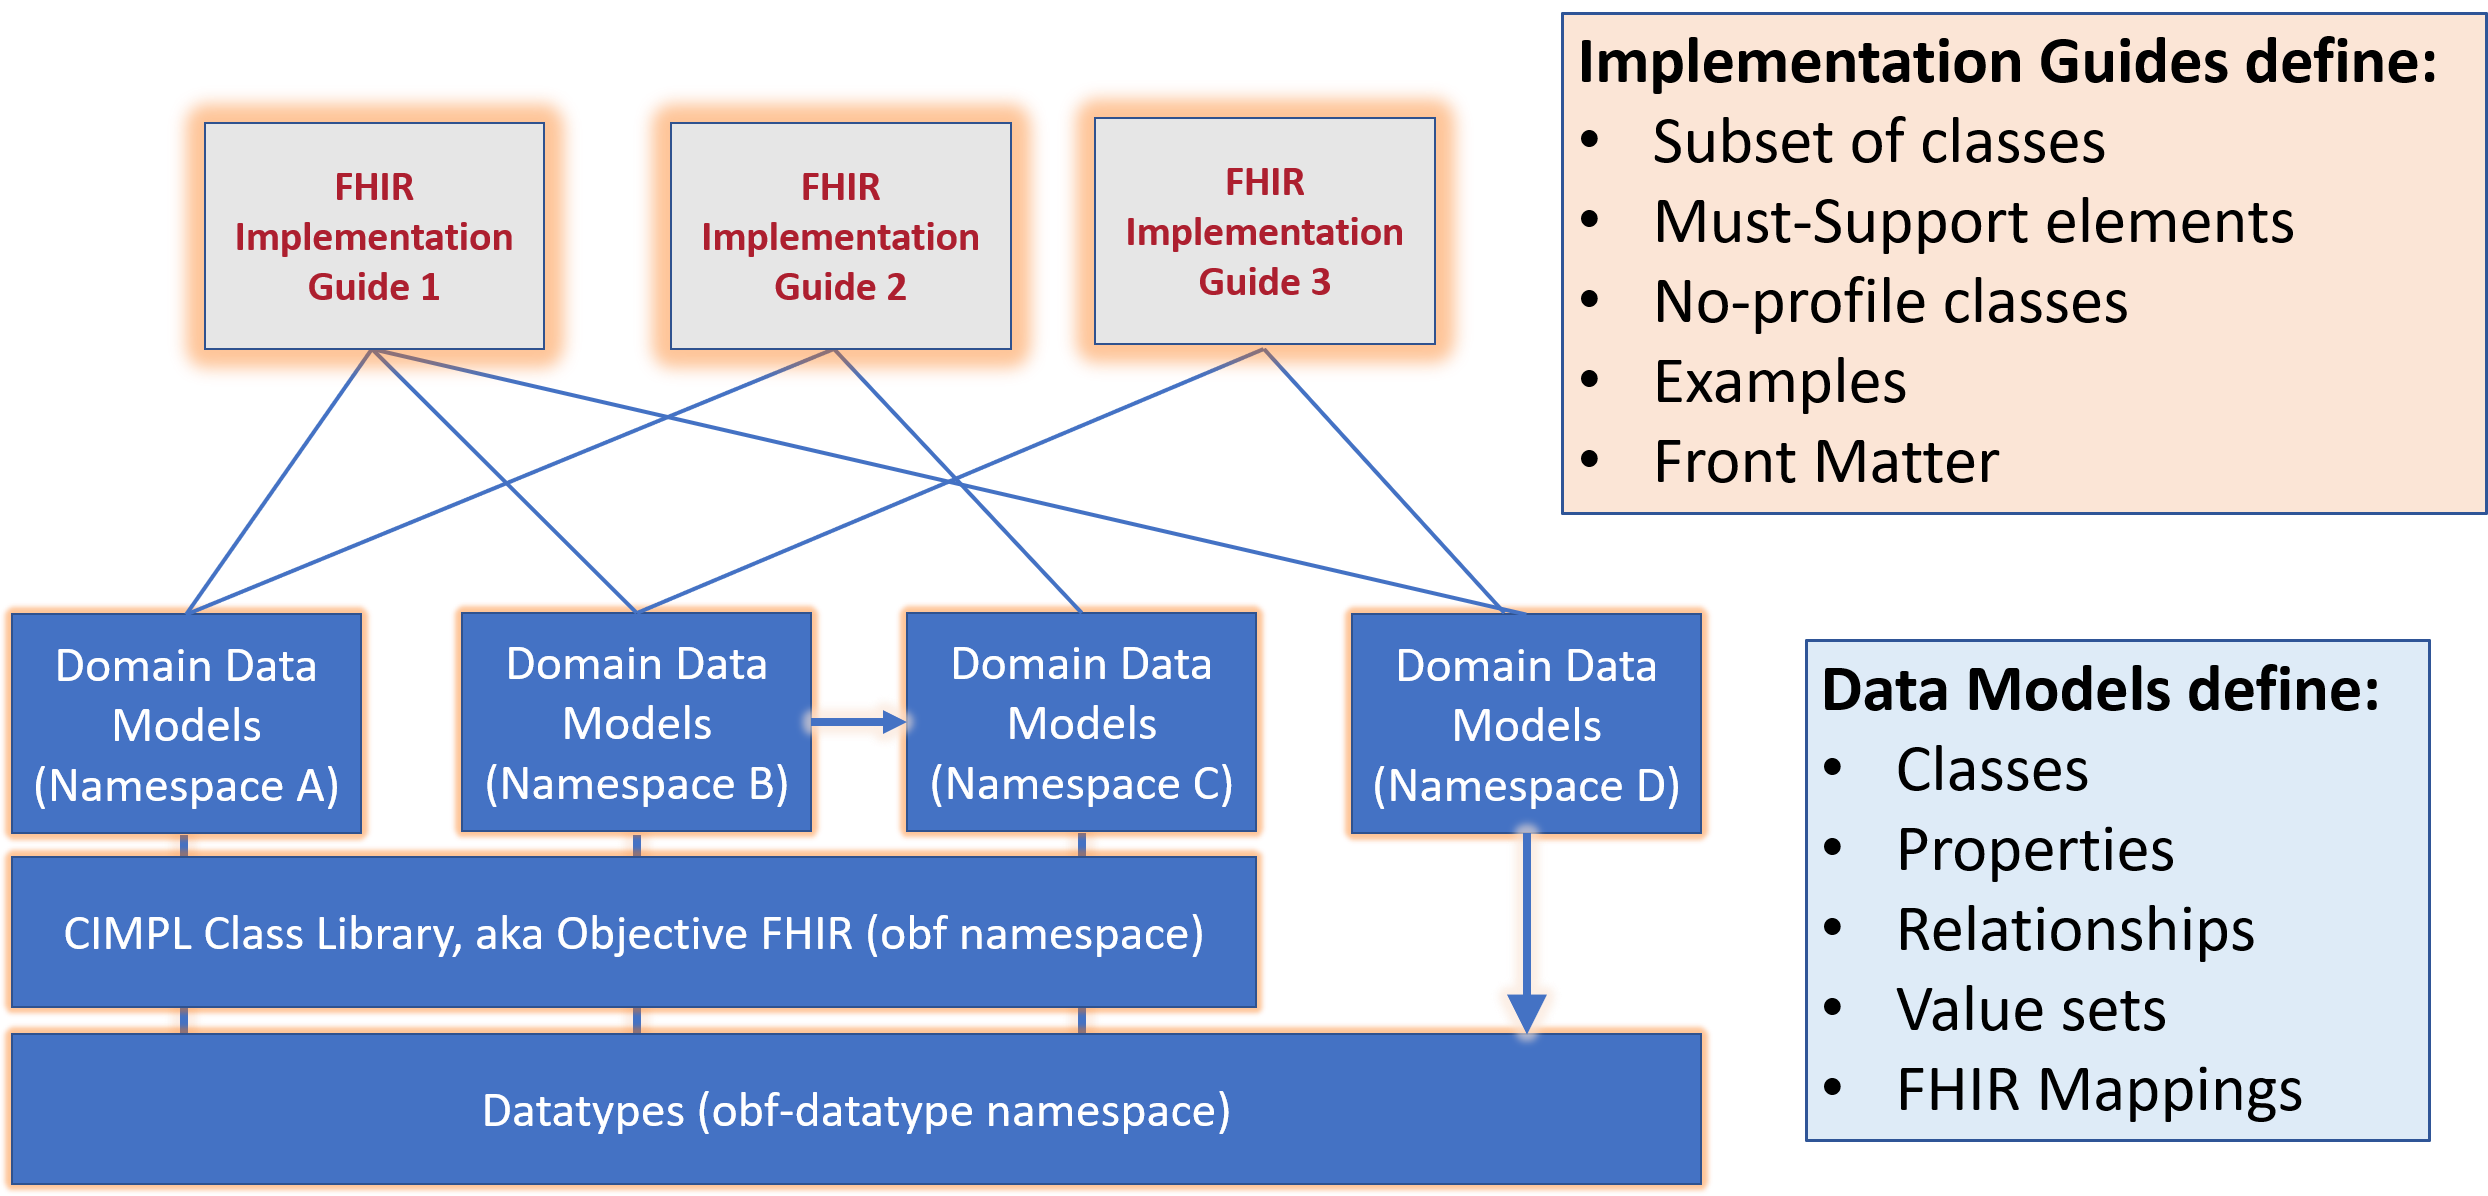 FHIR
Implementation
Guide 1
FHIR
Implementation
Guide 2
FHIR
Implementation
Guide 3
Implementation Guides define:
• Subset of classes
• Must-Support elements
• No-profile classes
• Examples
• Front Matter
Domain Data
Models
(Namespace A)
Domain Data
Models
(Namespace B)
Domain Data
Models
(Namespace C)
Domain Data
Models
(Namespace D)
CIMPL Class Library, aka Objective FHIR (obf namespace)
Datatypes (obf-datatype namespace)
Data Models define:
• Classes
• Properties
• Relationships
• Value sets
• FHIR Mappings